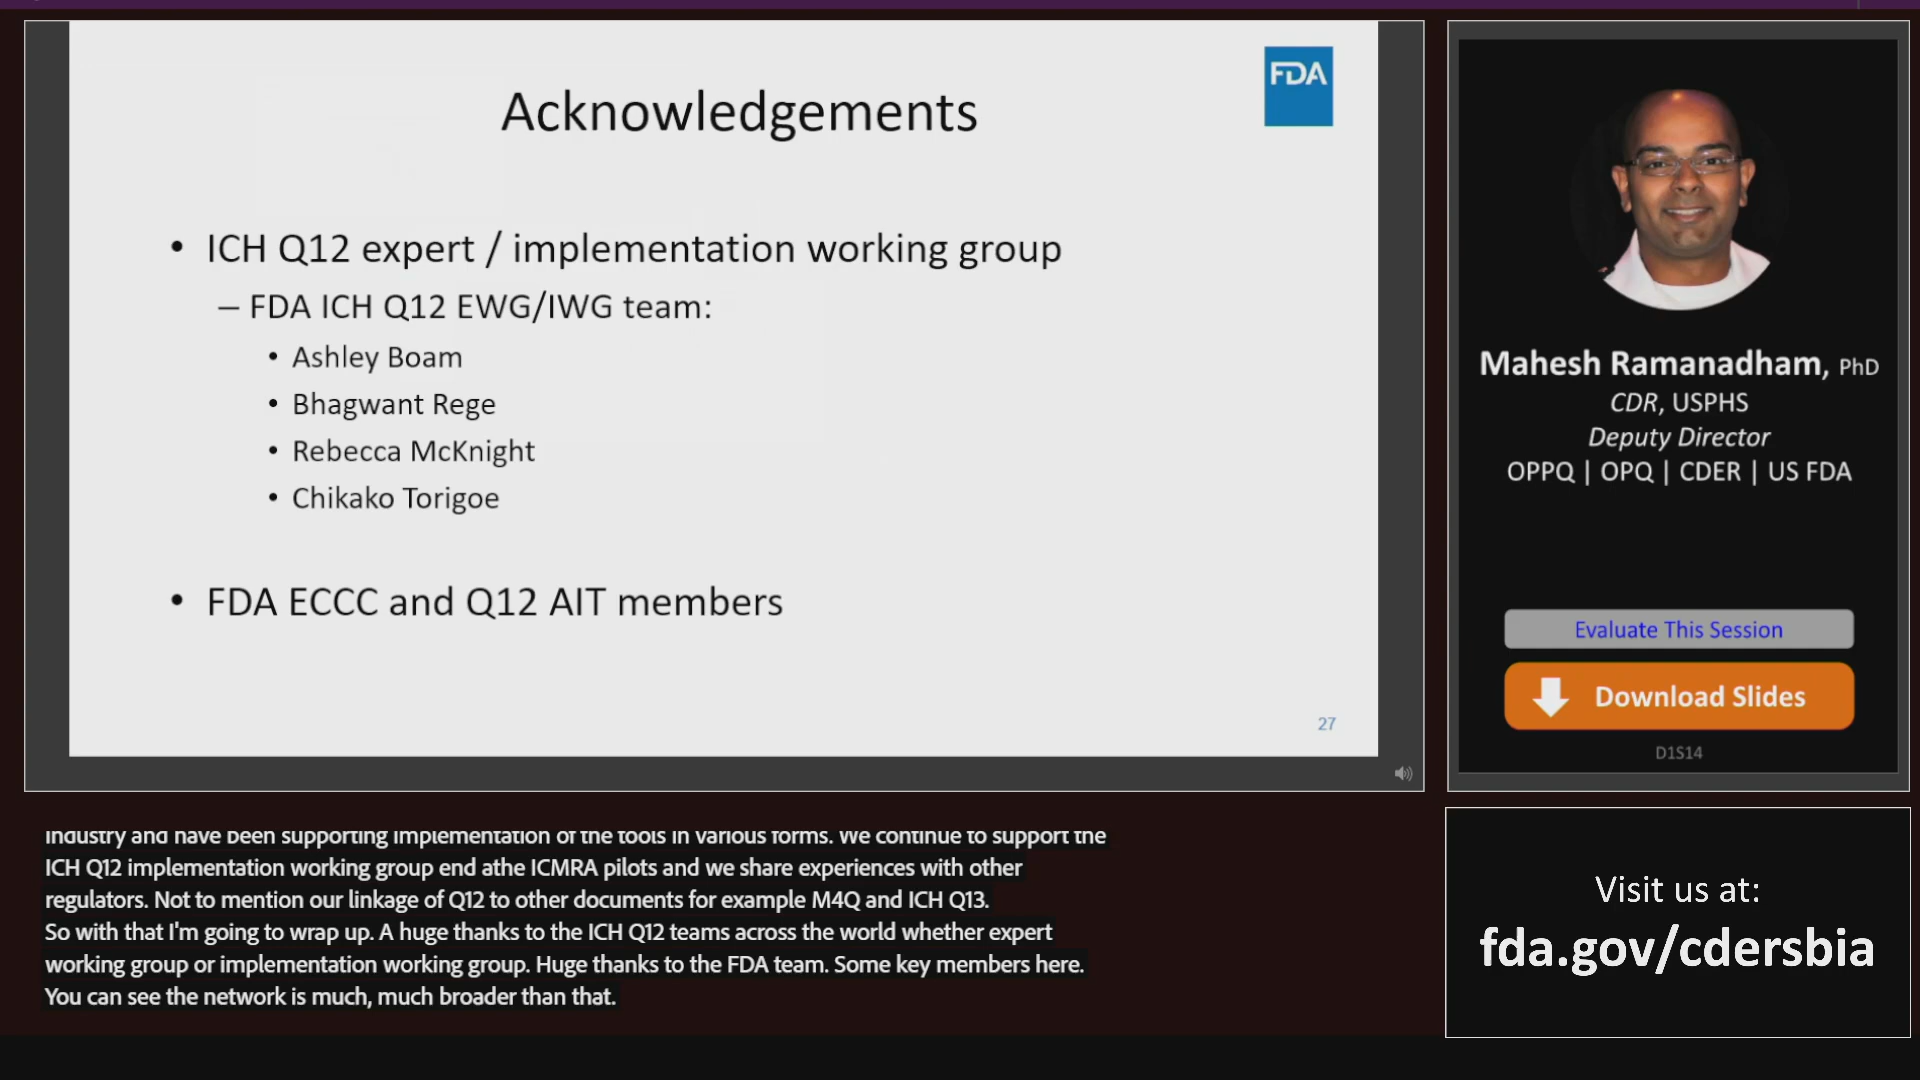 FDA
Acknowledgements
• ICH Q12 expert / implementation working group
– FDA ICH Q12 EWG/IWG team:
• Ashley Boam
• Bhagwant Rege
• Rebecca McKnight
• Chikako Torigoe
• FDA ECCC and Q12 AIT members
27
Mahesh Ramanadham, PhD
CDR, USPHS
Deputy Director
OPPQ | OPQ | CDER | US FDA
Evaluate This Session
Download Slides
D1S14
industry and have been supporting implementation of the tools in various forms. We continue to support the
ICH Q12 implementation working group end athe ICMRA pilots and we share experiences with other
regulators. Not to mention our linkage of Q12 to other documents for example M4Q and ICH Q13.
So with that I'm going to wrap up. A huge thanks to the ICH Q12 teams across the world whether expert
working group or implementation working group. Huge thanks to the FDA team. Some key members here.
You can see the network is much, much broader than that.
Visit us at:
fda.gov/cdersbia